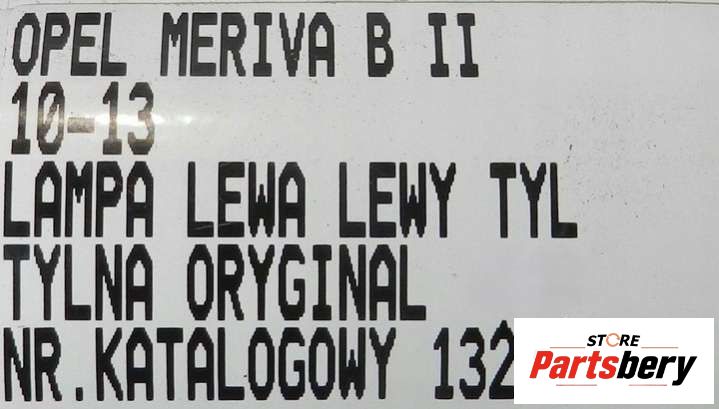 OPEL MERIVA B II
10-13
LAMPA LEWA LEWY TYL
TYLNA ORYGINAL
NR.KATALOGOWY 132
STORE
Partsbery